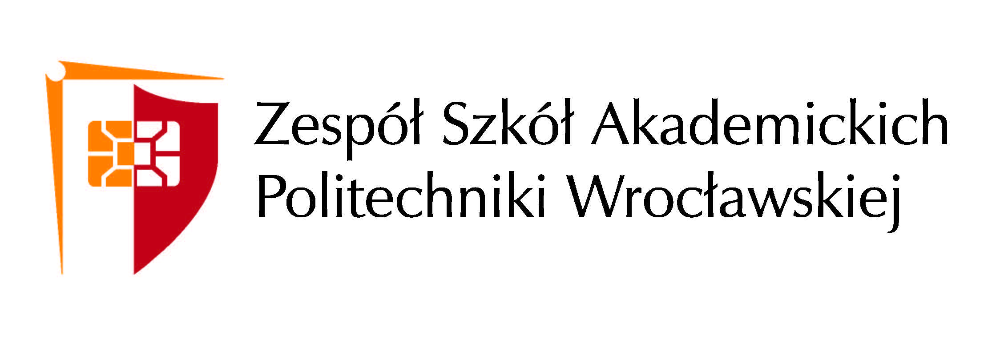 Zespół Szkół Akademickich
Politechniki Wrocławskiej